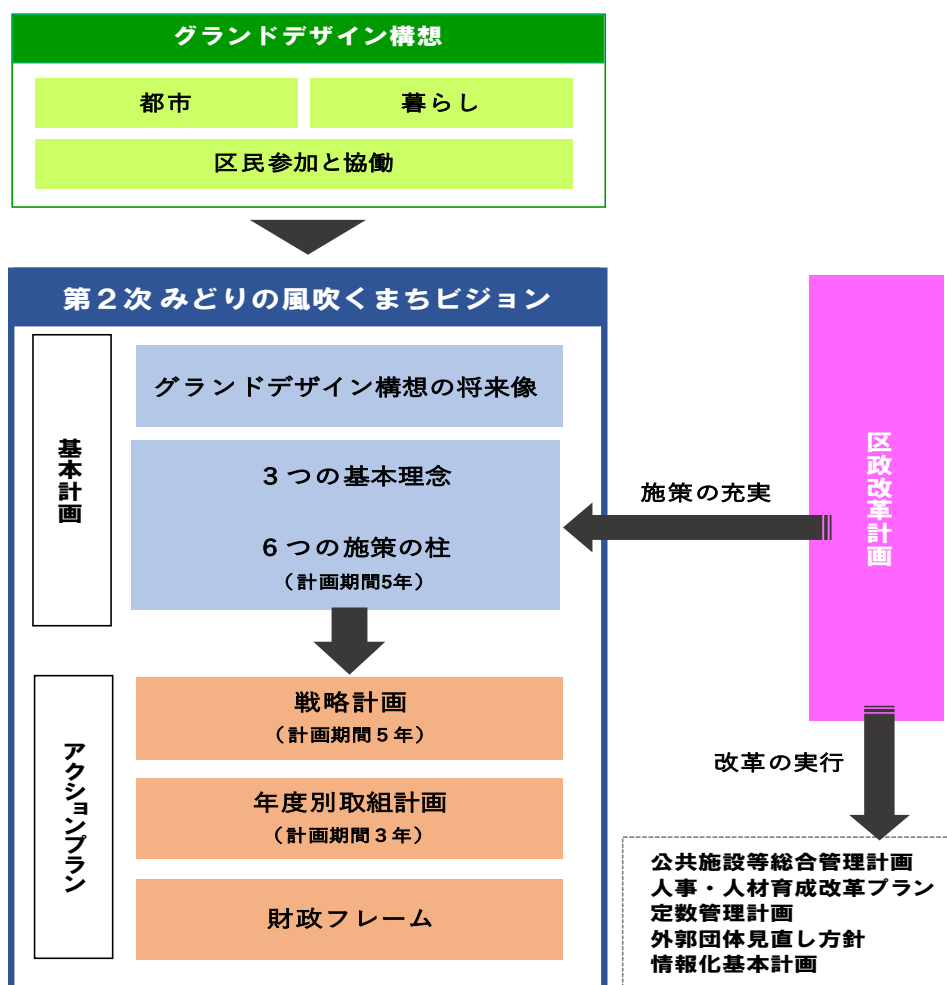 グランドデザイン構想
都市
暮らし
区民参加と協働
第２次 みどりの風吹くまちビジョン
基本計画
グランドデザイン構想の将来像
３つの基本理念
６つの施策の柱
（計画期間5年）
アクションプラン
戦略計画
（計画期間５年）
年度別取組計画
（計画期間３年）
財政フレーム
施策の充実
区政改革計画
改革の実行
公共施設等総合管理計画
人事・人材育成改革プラン
定数管理計画
外郭団体見直し方針
情報化基本計画